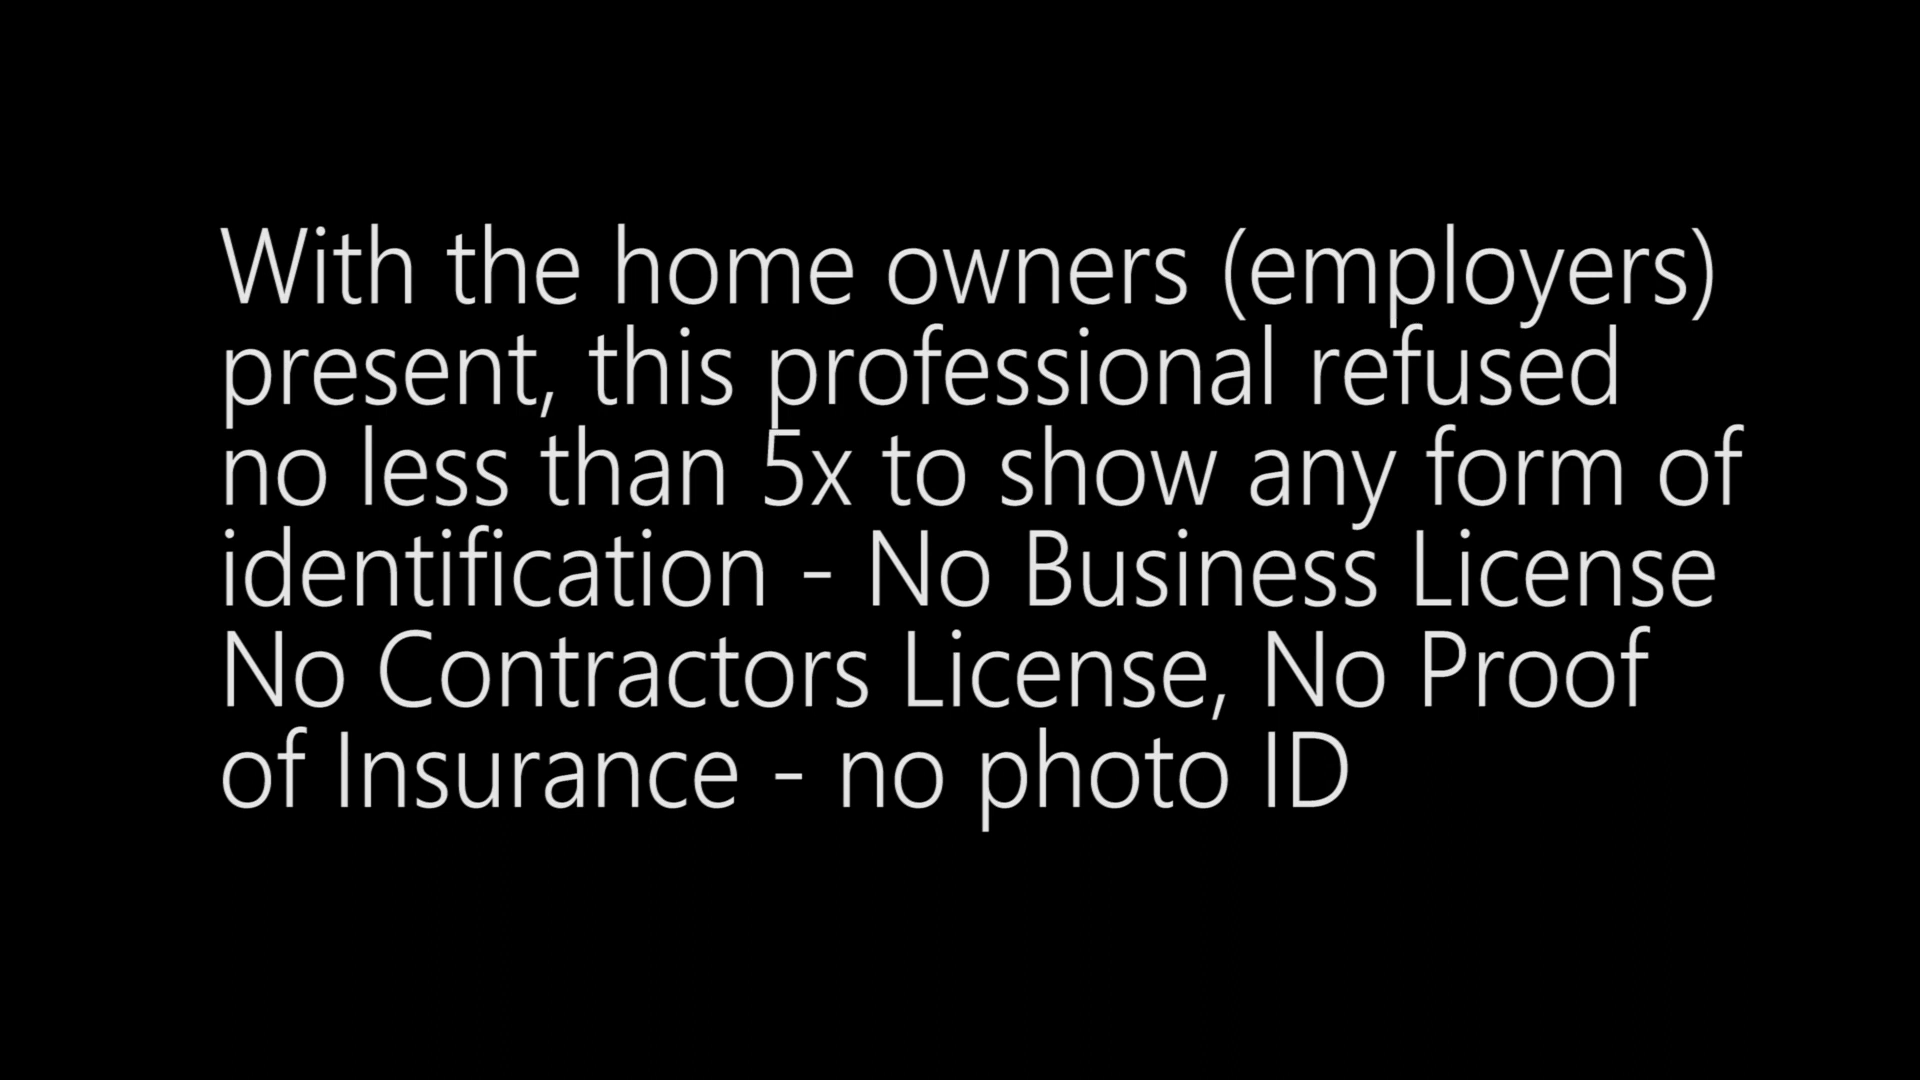 With the home owners (employers)
present, this professional refused
no less than 5x to show any form of
identification - No Business License
No Contractors License, No Proof
of Insurance - no photo ID